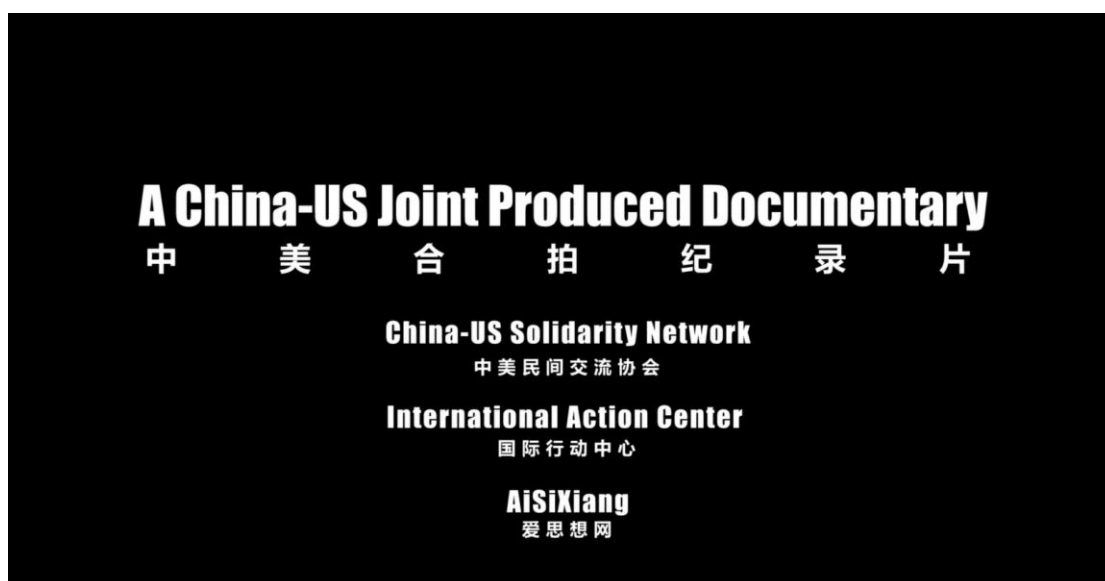 A China-US Joint Produced Documentary
中美合拍纪录片
China-US Solidarity Network
中美民间交流协会
International Action Center
国际行动中心
AiSiXiang
爱思想网